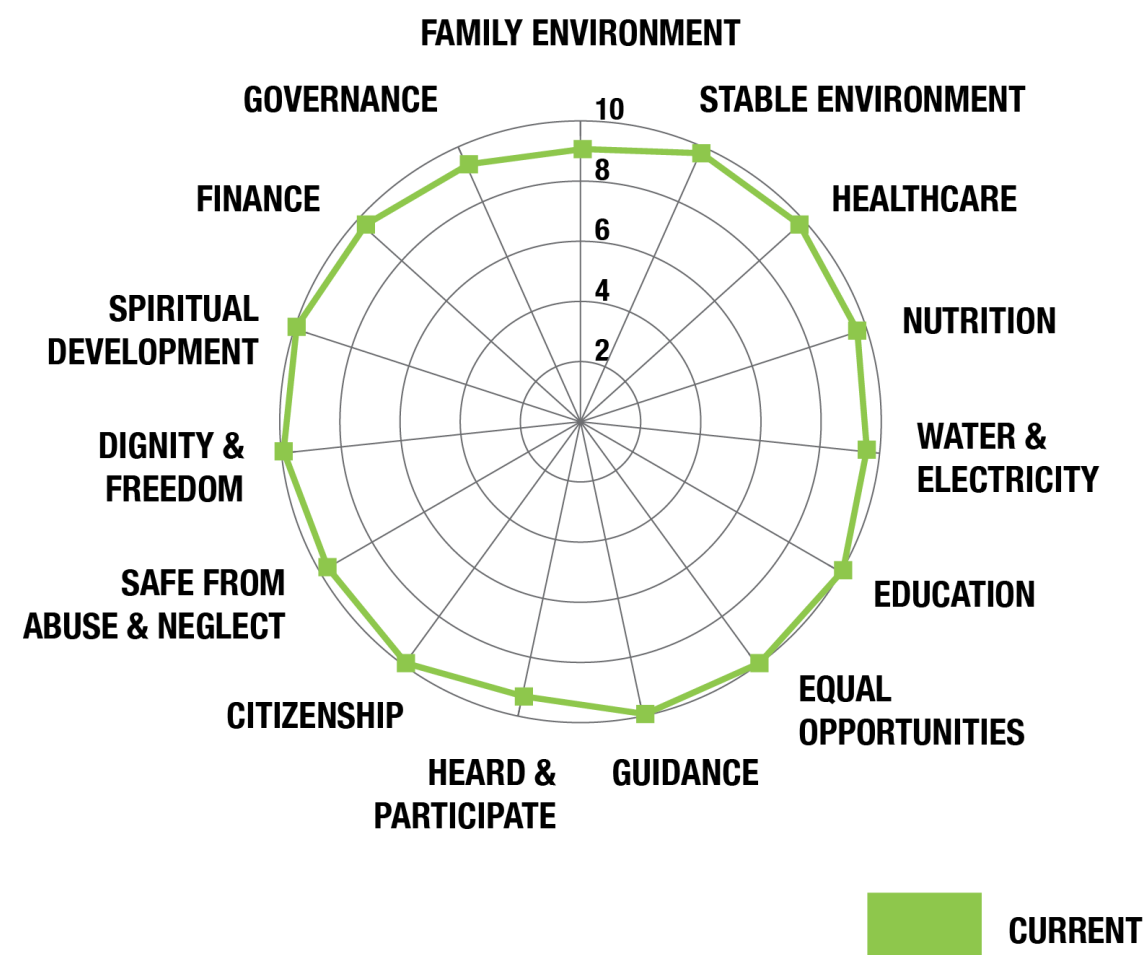 FAMILY ENVIRONMENT
GOVERNANCE
STABLE ENVIRONMENT
10
8
6
4
2
FINANCE
HEALTHCARE
SPIRITUAL
DEVELOPMENT
NUTRITION
DIGNITY &
FREEDOM
WATER &
ELECTRICITY
SAFE FROM
ABUSE & NEGLECT
EDUCATION
CITIZENSHIP
EQUAL
OPPORTUNITIES
HEARD &
PARTICIPATE
GUIDANCE
CURRENT